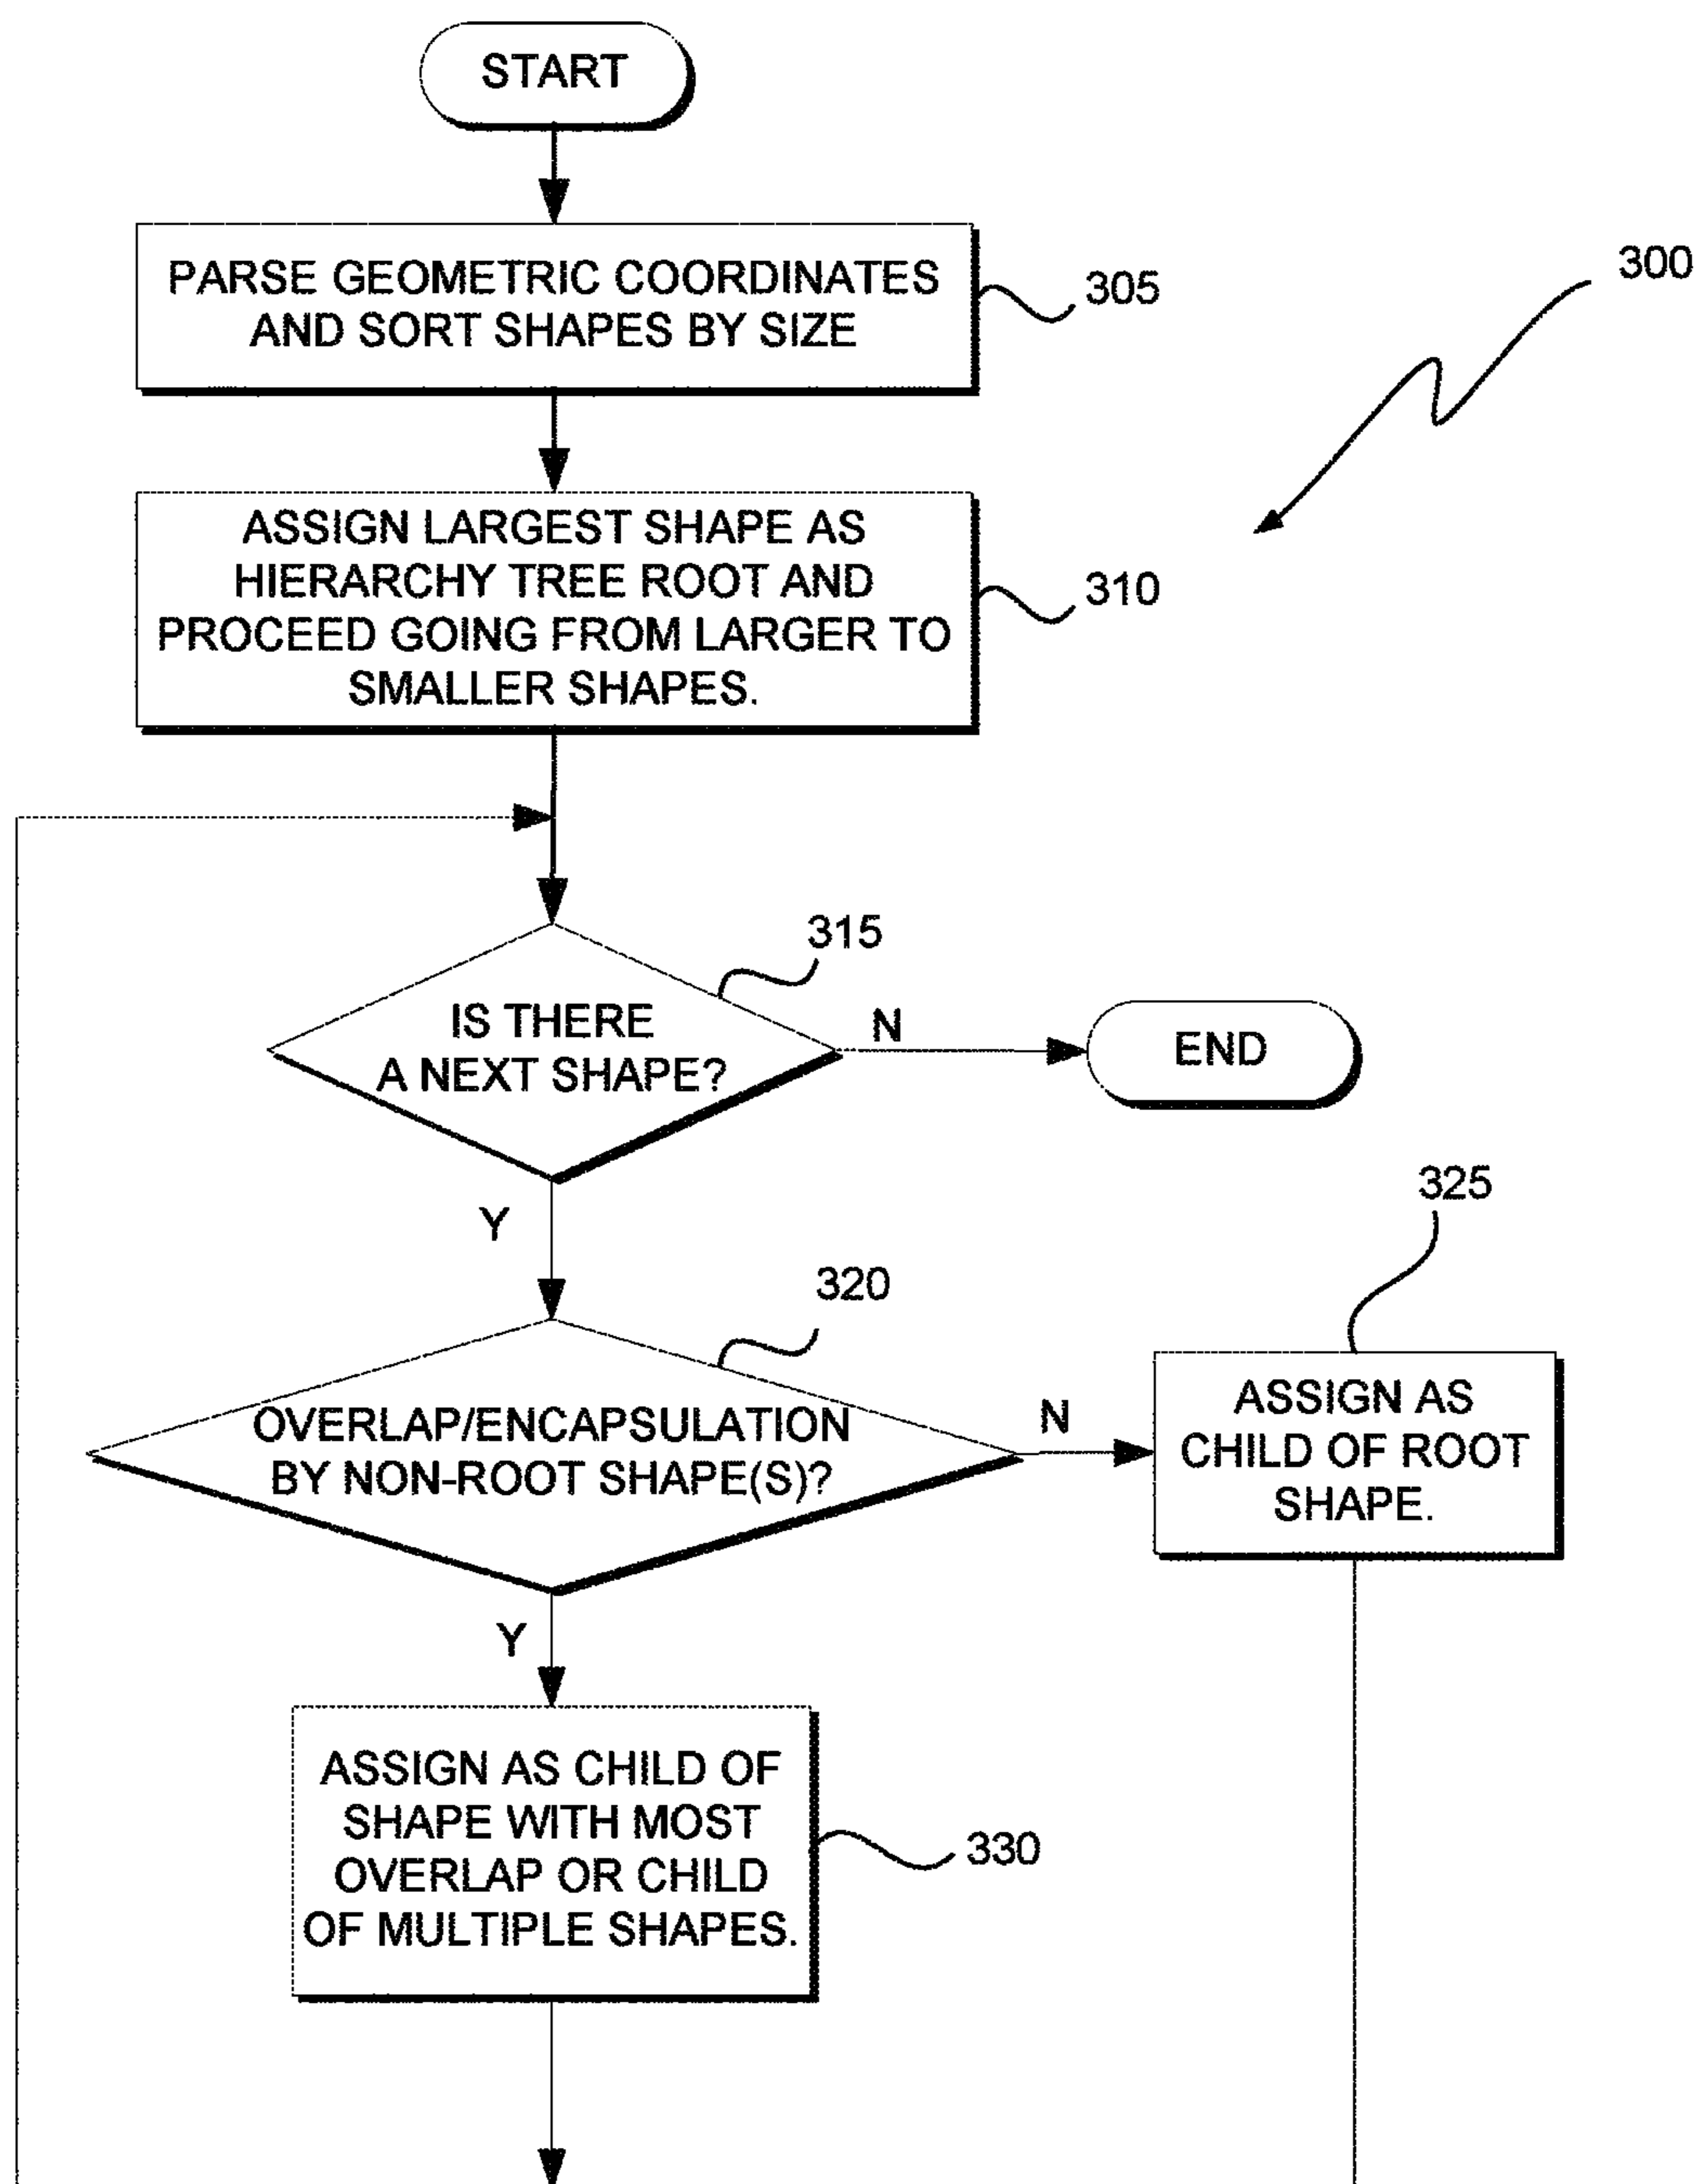 START
PARSE GEOMETRIC COORDINATES
AND SORT SHAPES BY SIZE
305
300
ASSIGN LARGEST SHAPE AS
HIERARCHY TREE ROOT AND
PROCEED GOING FROM LARGER TO
SMALLER SHAPES.
310
315
IS THERE
A NEXT SHAPE?
N
END
Y
325
320
OVERLAP/ENCAPSULATION
BY NON-ROOT SHAPE(S)?
N
ASSIGN AS
CHILD OF ROOT
SHAPE.
Y
ASSIGN AS CHILD OF
SHAPE WITH MOST
OVERLAP OR CHILD
OF MULTIPLE SHAPES.
330